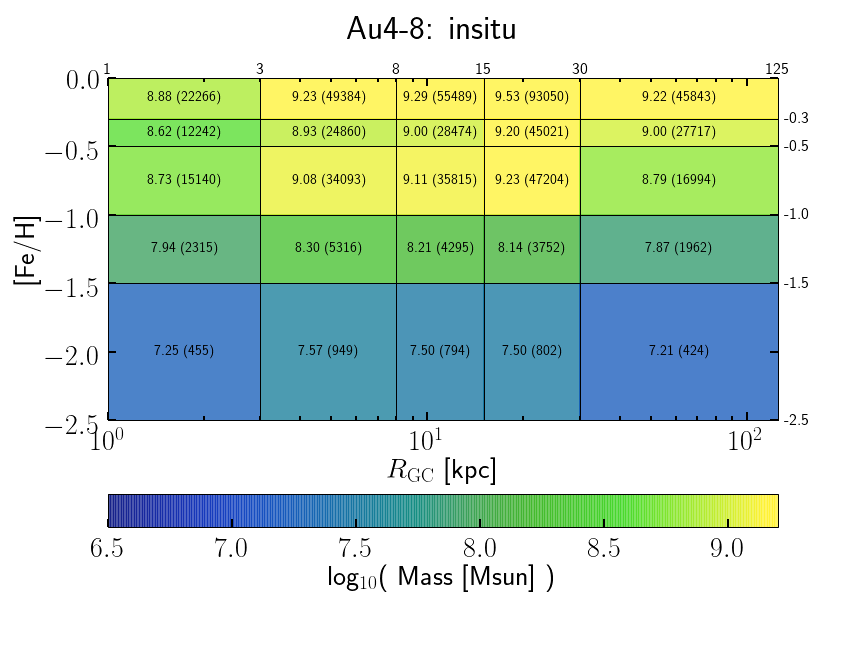 Au4-8: insitu
1 3 8 15 30 125
0.0
8.88 (22266) 9.23 (49384) 9.29 (55489) 9.53 (93050) 9.22 (45843)
-0.3
8.62 (12242) 8.93 (24860) 9.00 (28474) 9.20 (45021) 9.00 (27717)
−0.5 -0.5
8.73 (15140) 9.08 (34093) 9.11 (35815) 9.23 (47204) 8.79 (16994)
−1.0 -1.0
[Fe/H]
7.94 (2315) 8.30 (5316) 8.21 (4295) 8.14 (3752) 7.87 (1962)
−1.5 -1.5
7.25 (455) 7.57 (949) 7.50 (794) 7.50 (802) 7.21 (424)
−2.0
−2.5 -2.5
10⁰ 10¹ 10²
R_GC [kpc]
6.5 7.0 7.5 8.0 8.5 9.0
log₁₀( Mass [Msun] )